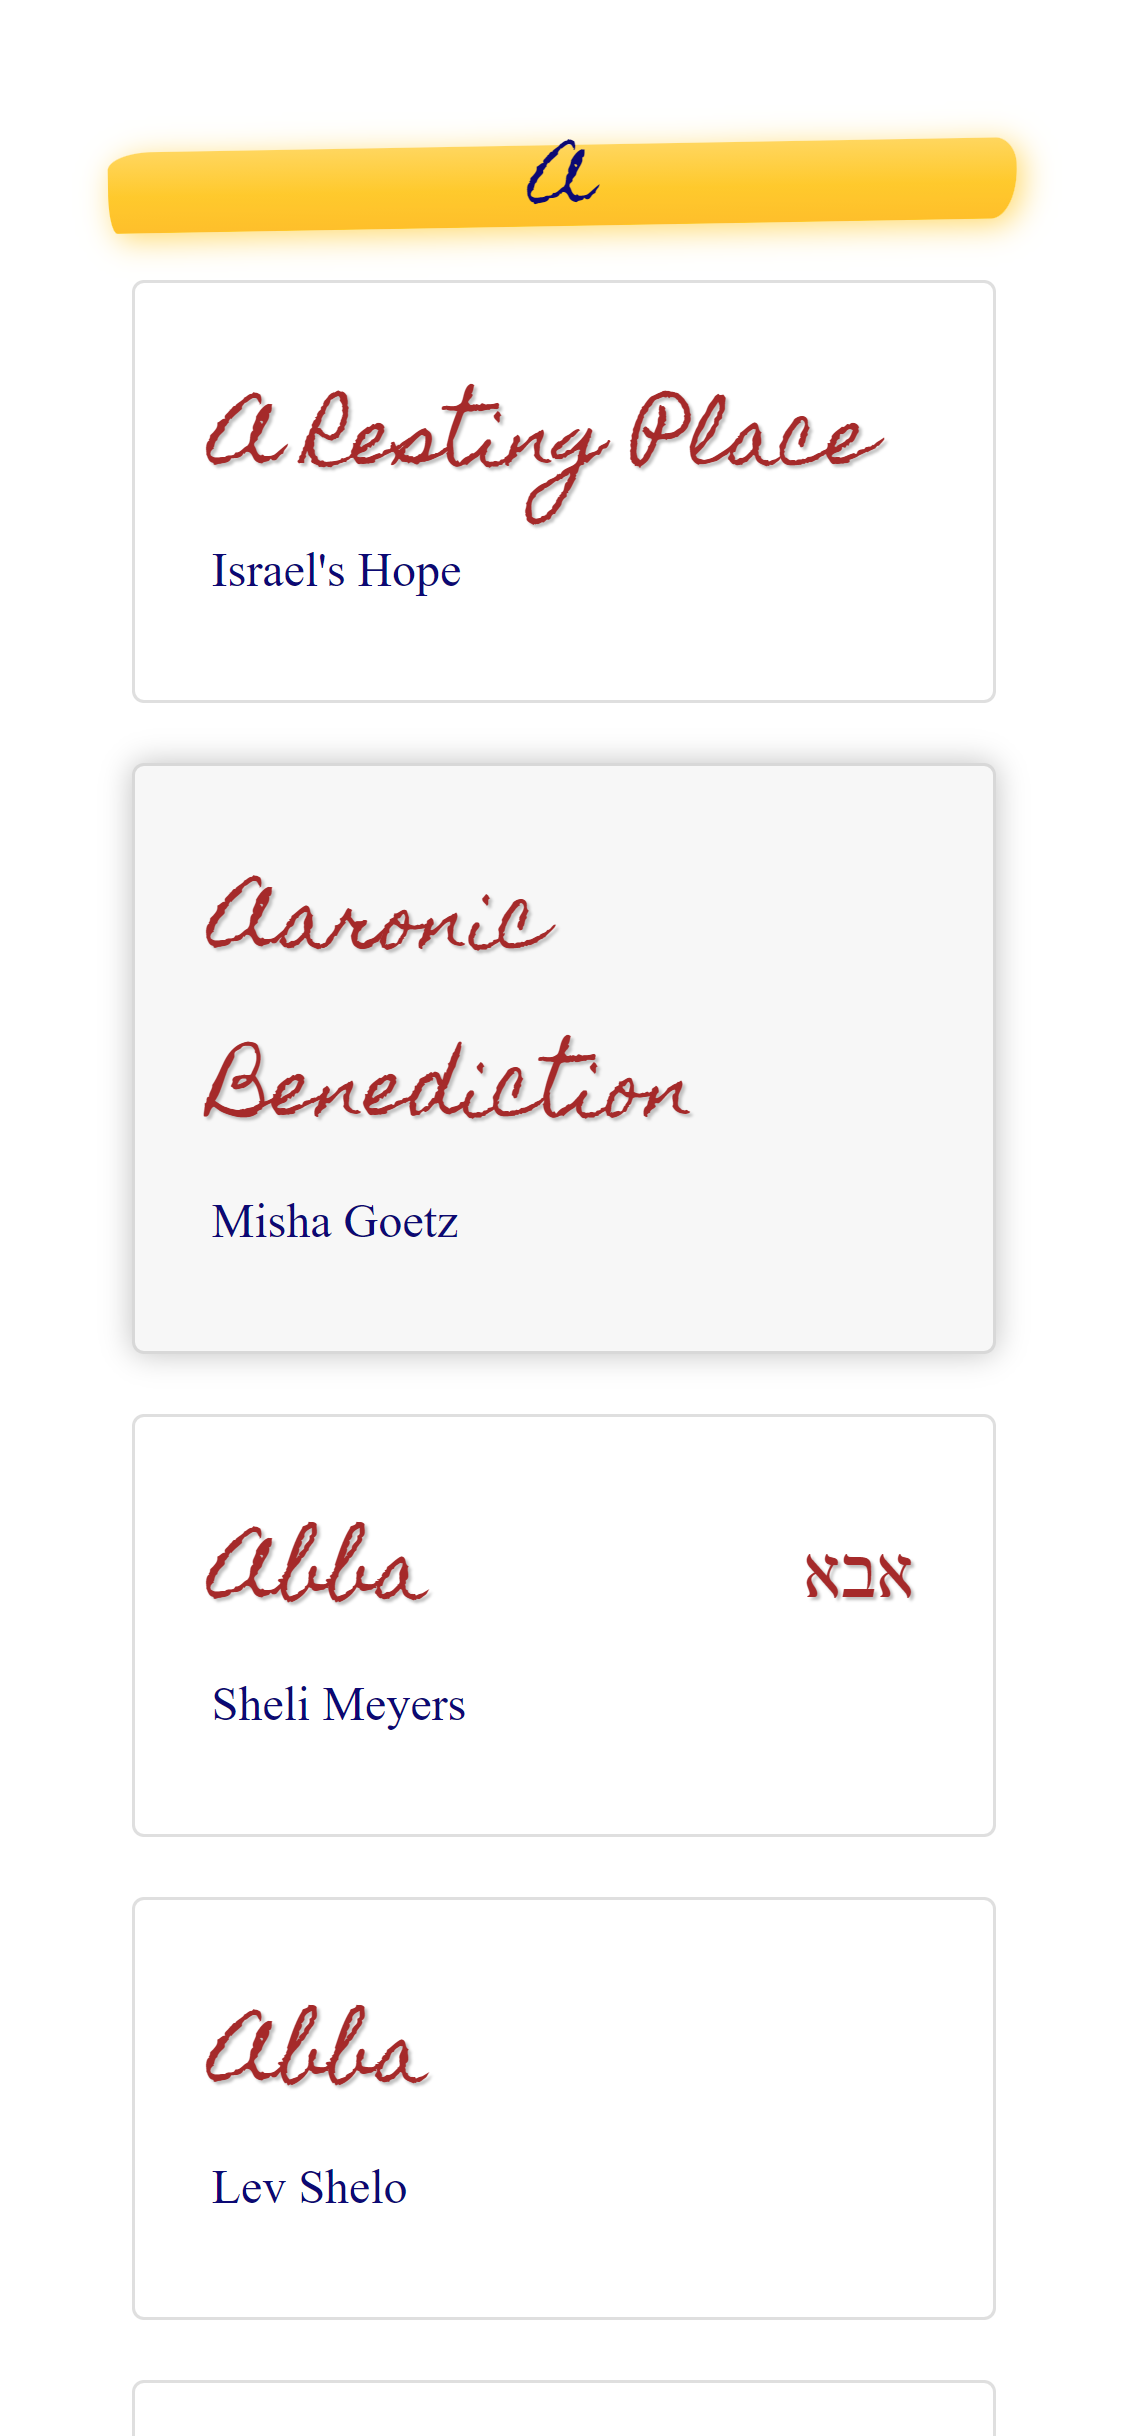 A
A Resting Place
Israel's Hope
Aaronic
Benediction
Misha Goetz
Abba אבא
Sheli Meyers
Abba
Lev Shelo